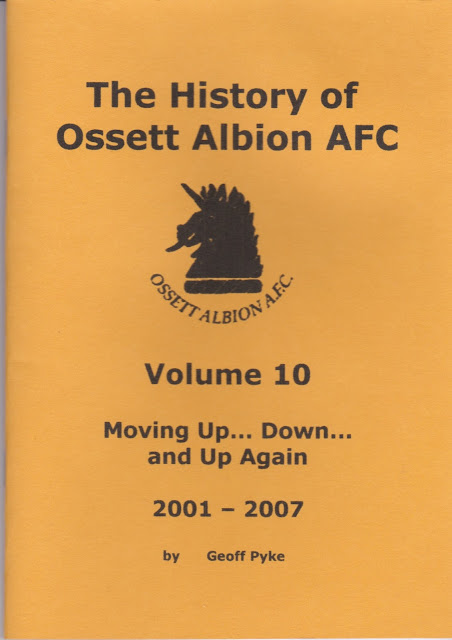 The History of
Ossett Albion AFC
OSSETT ALBION A.F.C.
Volume 10
Moving Up... Down...
and Up Again
2001 – 2007
by Geoff Pyke